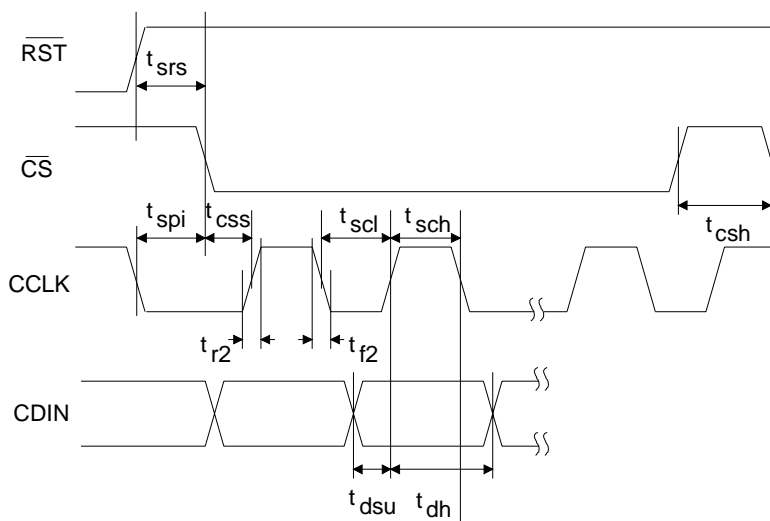 RST
t srs
CS
t spi
t css
t scl
t sch
t csh
CCLK
t r2
t f2
CDIN
t dsu
t dh